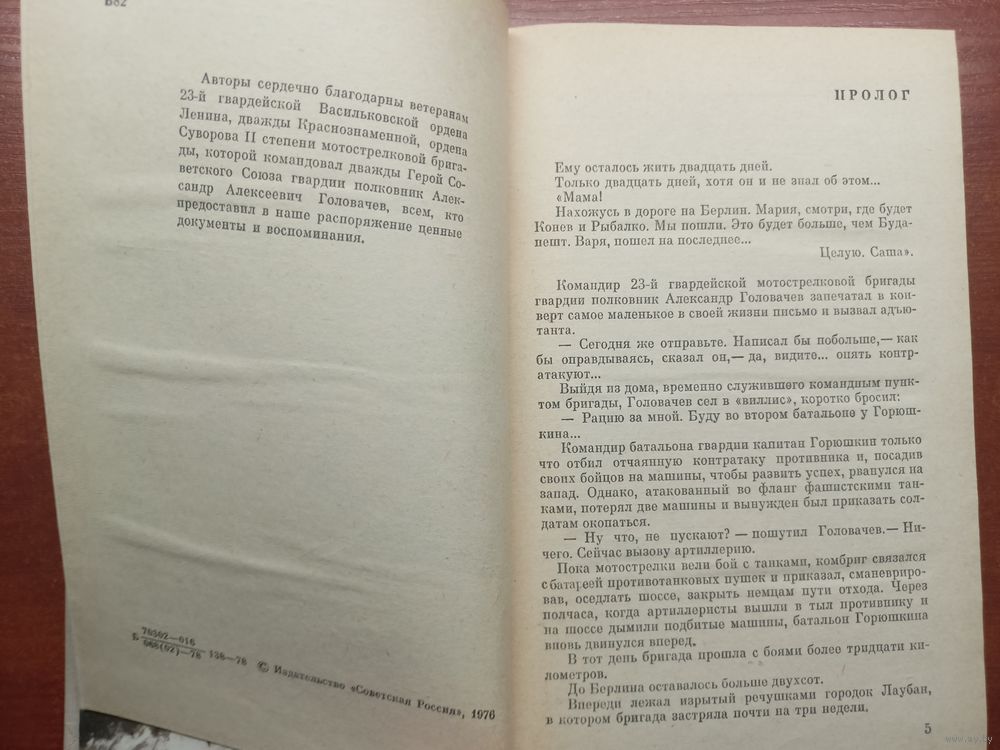 В82
Авторы сердечно благодарны ветеранам
23-й гвардейской Васильковской ордена
Ленина, дважды Краснознаменной, ордена
Суворова II степени мотострелковой брига-
ды, которой командовал дважды Герой Со-
ветского Союза гвардии полковник Алек-
сандр Алексеевич Головачев, всем, кто
предоставил в наше распоряжение ценные
документы и воспоминания.
Б 70302—016
068(02)—76 136—76 © Издательство «Советская Россия», 1976
ПРОЛОГ
Ему осталось жить двадцать дней.
Только двадцать дней, хотя он и не знал об этом...
«Мама!
Нахожусь в дороге на Берлин. Мария, смотри, где будет
Конев и Рыбалко. Мы пошли. Это будет больше, чем Буда-
пешт. Варя, пошел на последнее...
Целую. Саша».
Командир 23-й гвардейской мотострелковой бригады
гвардии полковник Александр Головачев запечатал в кон-
верт самое маленькое в своей жизни письмо и вызвал адъю-
танта.
— Сегодня же отправьте. Написал бы побольше,— как
бы оправдываясь, сказал он,— да, видите... опять контр-
атакуют...
Выйдя из дома, временно служившего командным пунк-
том бригады, Головачев сел в «виллис», коротко бросил:
— Рацию за мной. Буду во втором батальоне у Горюш-
кина...
Командир батальона гвардии капитан Горюшкин только
что отбил отчаянную контратаку противника и, посадив
своих бойцов на машины, чтобы развить успех, рванулся на
запад. Однако, атакованный во фланг фашистскими тан-
ками, потерял две машины и вынужден был приказать сол-
датам окопаться.
— Ну что, не пускают? — пошутил Головачев.— Ни-
чего. Сейчас вызову артиллерию.
Пока мотострелки вели бой с танками, комбриг связался
с батареей противотанковых пушек и приказал, сманевриро-
вав, оседлать шоссе, закрыть немцам пути отхода. Через
полчаса, когда артиллеристы вышли в тыл противнику и
на шоссе дымили подбитые машины, батальон Горюшкина
вновь двинулся вперед.
В тот день бригада прошла с боями более тридцати ки-
лометров.
До Берлина оставалось больше двухсот.
Впереди лежал изрытый речушками городок Лаубан,
в котором бригада застряла почти на три недели.
5